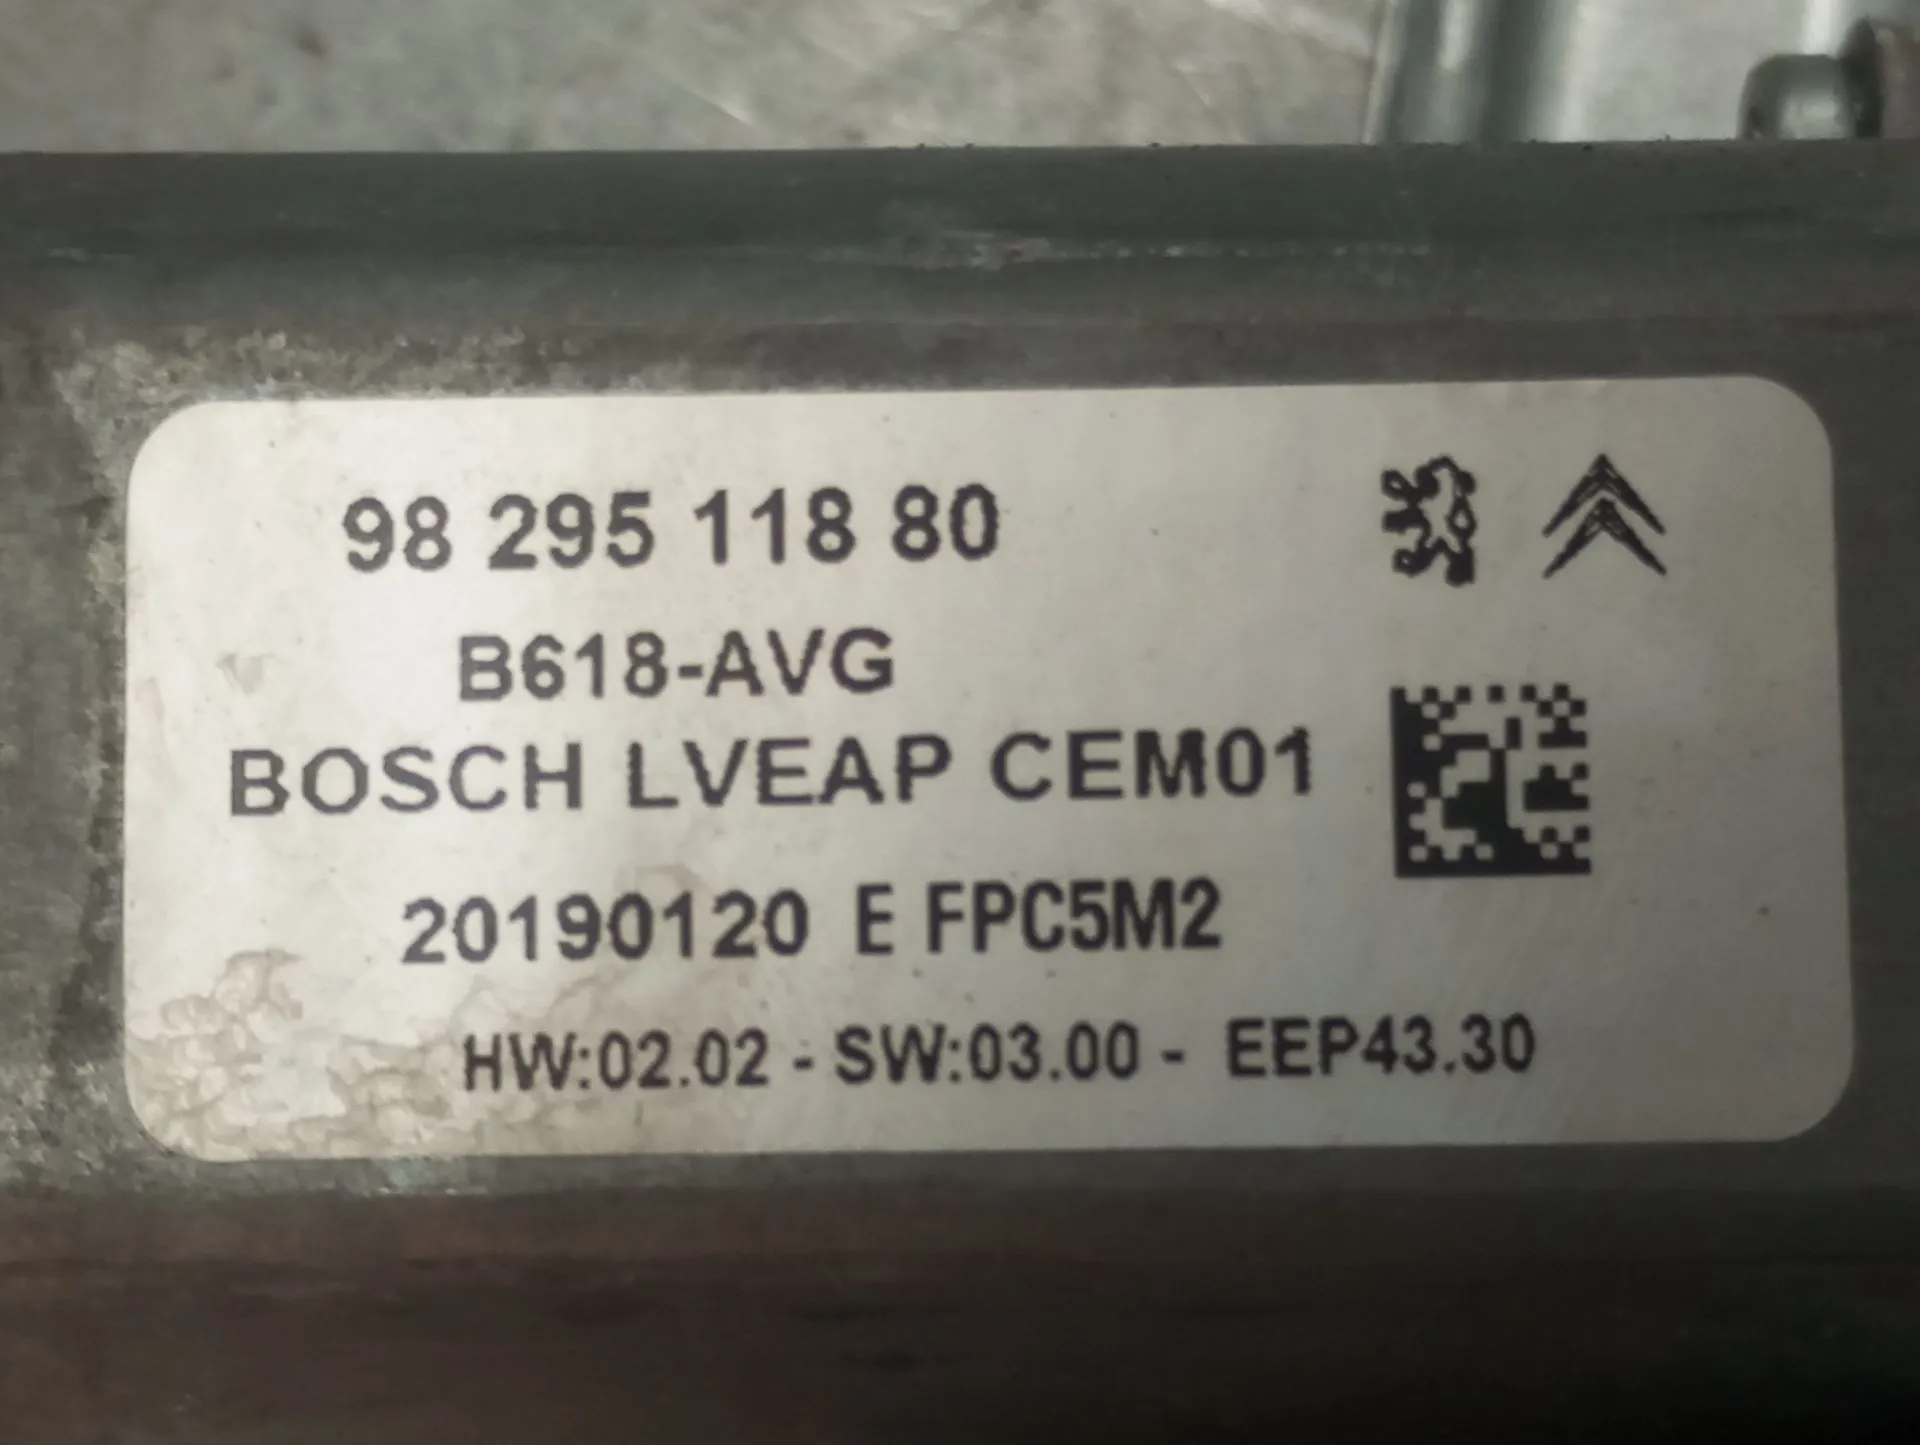 98 295 118 80
B618-AVG
BOSCH LVEAP CEM01
20190120 E FPC5M2
HW:02.02 - SW:03.00 - EEP43.30